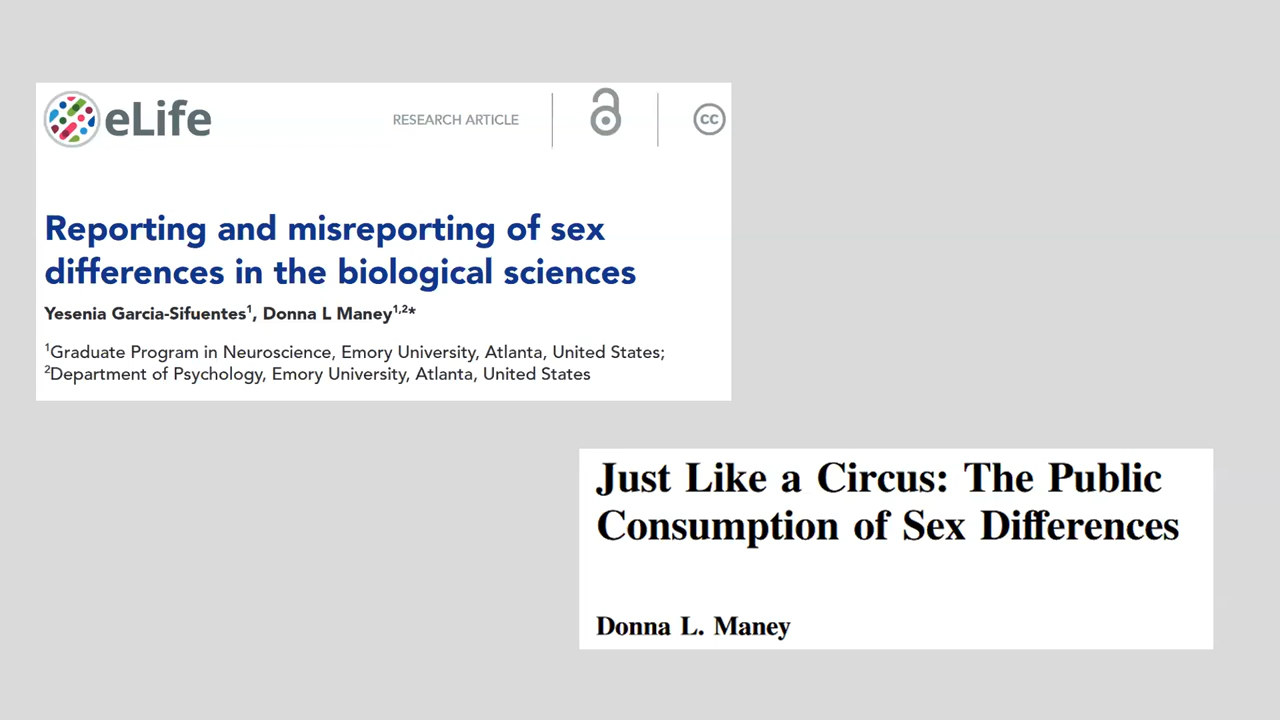 eLife
RESEARCH ARTICLE
cc
Reporting and misreporting of sex
differences in the biological sciences
Yesenia Garcia-Sifuentes1, Donna L Maney1,2*
1Graduate Program in Neuroscience, Emory University, Atlanta, United States;
2Department of Psychology, Emory University, Atlanta, United States
Just Like a Circus: The Public
Consumption of Sex Differences
Donna L. Maney